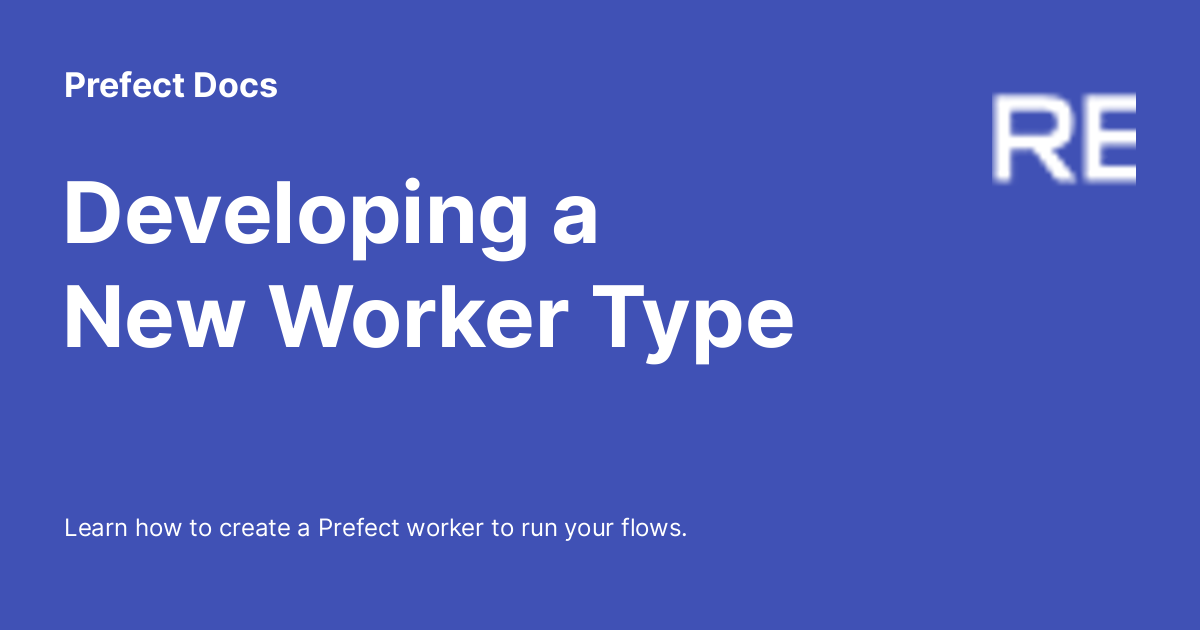 Prefect Docs
RE
Developing a
New Worker Type
Learn how to create a Prefect worker to run your flows.